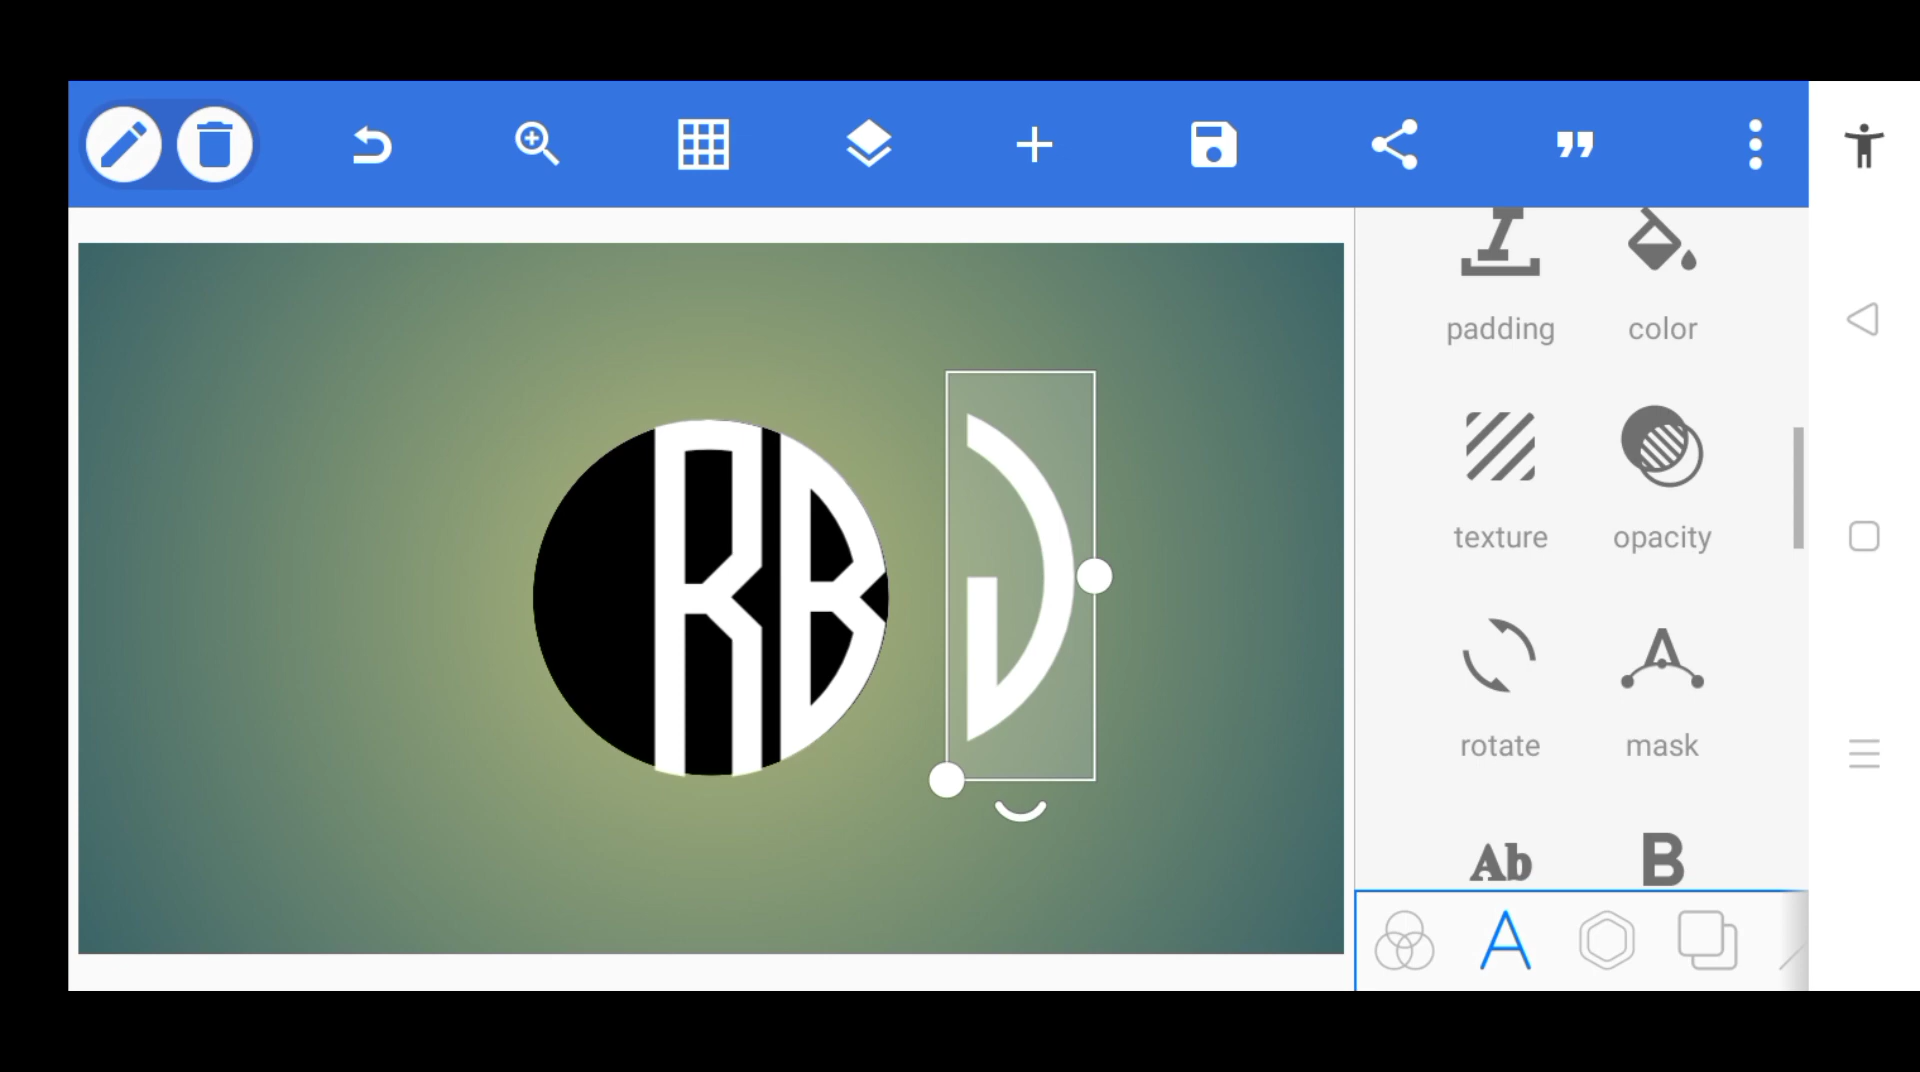 RB
J
padding color
texture opacity
rotate mask
Ab B
A